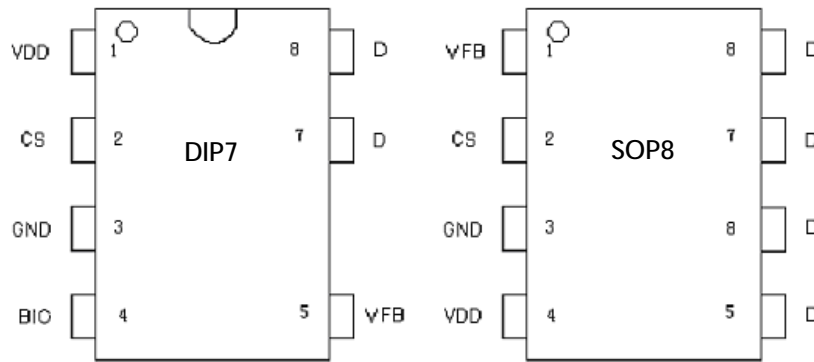 VDD 1 8 D VFB 1 8 D
CS 2 7 D CS 2 7 D
DIP7 SOP8
GND 3 GND 3 8 D
BIO 4 5 VFB VDD 4 5 D